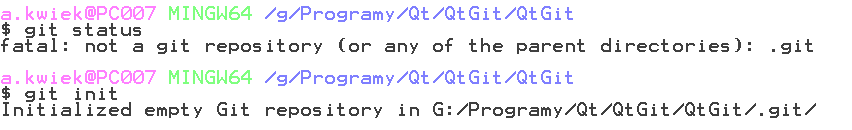 a.kwiek@PC007 MINGW64 /g/Programy/Qt/QtGit/QtGit
$ git status
fatal: not a git repository (or any of the parent directories): .git
a.kwiek@PC007 MINGW64 /g/Programy/Qt/QtGit/QtGit
$ git init
Initialized empty Git repository in G:/Programy/Qt/QtGit/QtGit/.git/